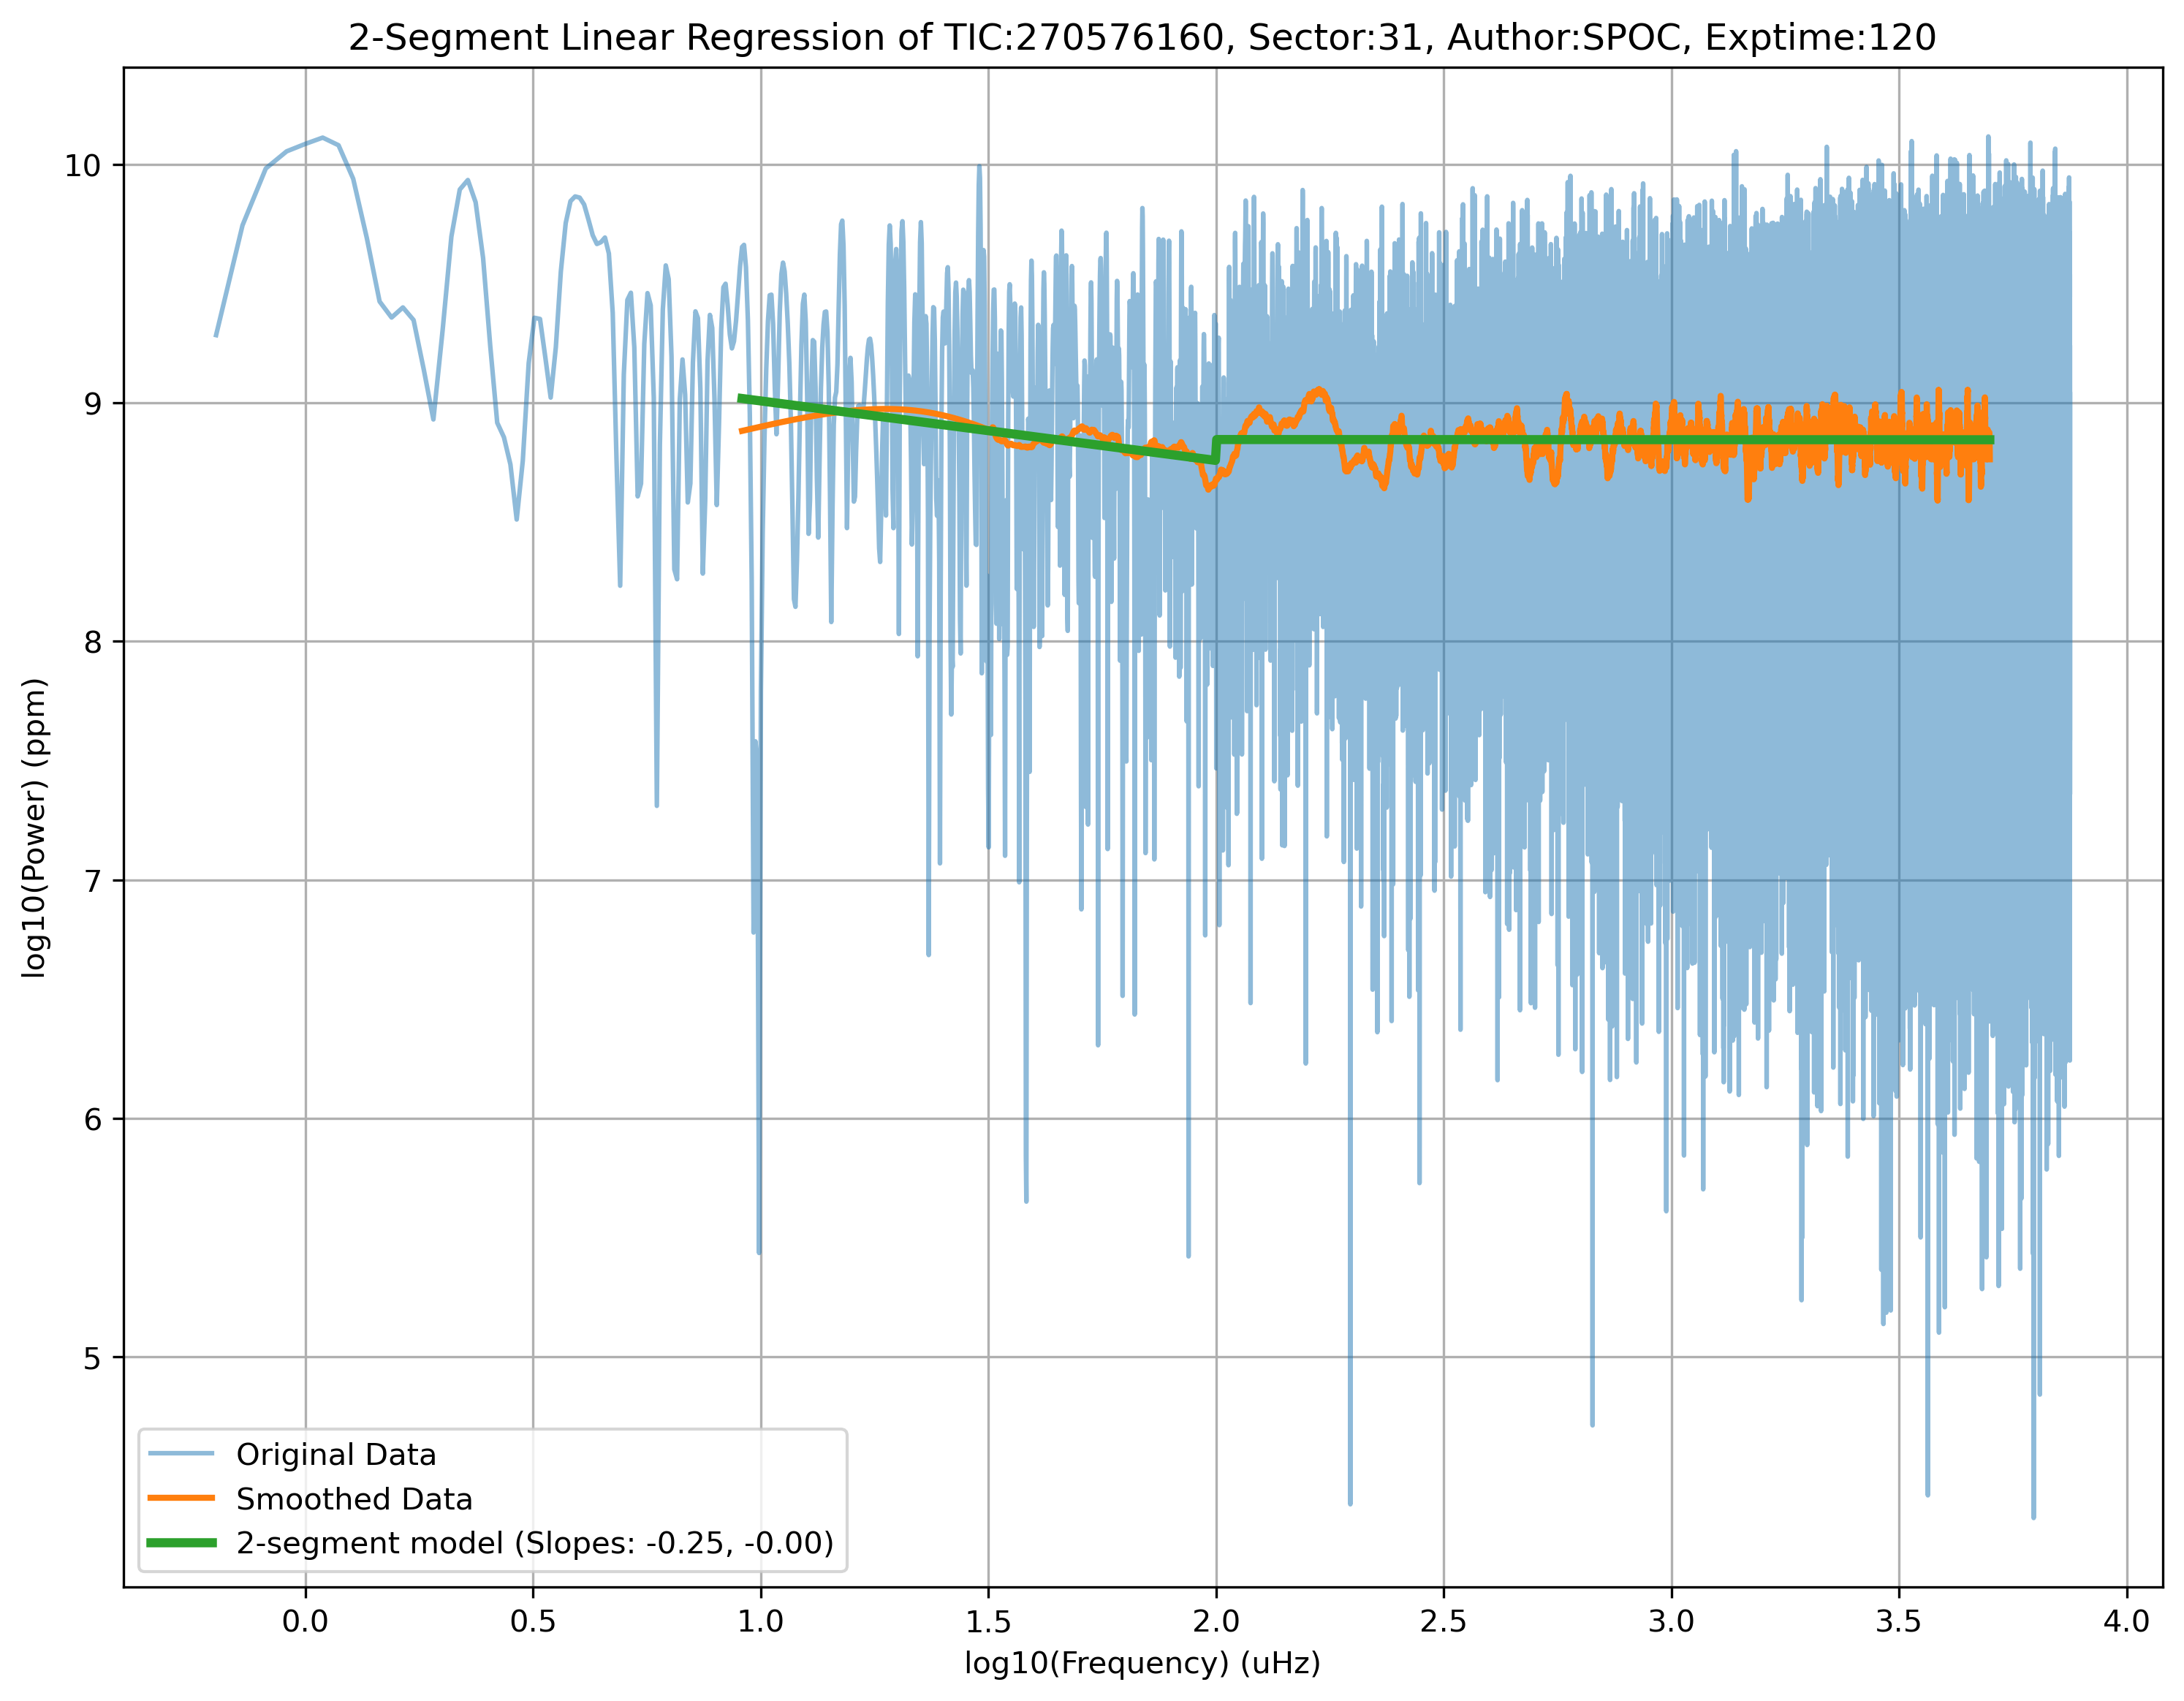 2-Segment Linear Regression of TIC:270576160, Sector:31, Author:SPOC, Exptime:120
log10(Power) (ppm)
10
9
8
7
6
5
Original Data
Smoothed Data
2-segment model (Slopes: -0.25, -0.00)
0.0 0.5 1.0 1.5 2.0 2.5 3.0 3.5 4.0
log10(Frequency) (uHz)